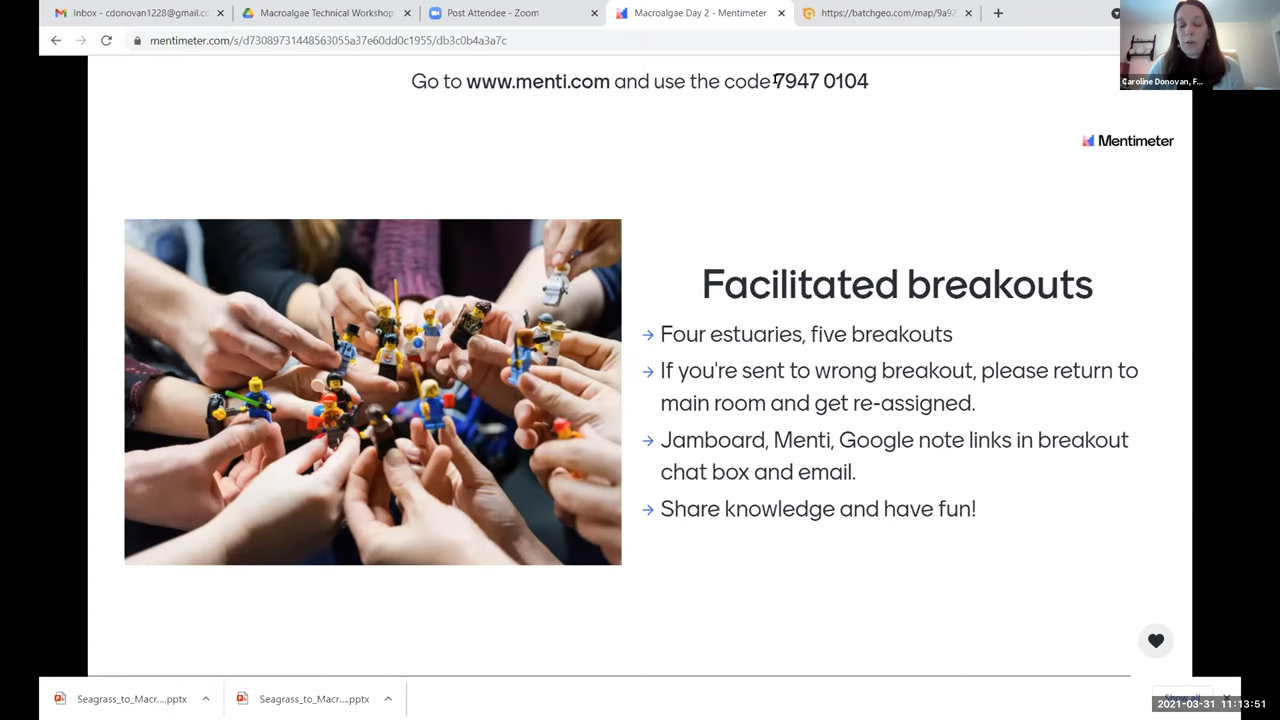 Inbox - cdonovan1228@gmail.c
Macroalgae Technical Workshop
Post Attendee - Zoom
Macroalgae Day 2 - Mentimeter
https://batchgeo.com/map/9a92
mentimeter.com/s/d73089731448563055a37e60dd0c1955/db3c0b4a3a7c
Caroline Donovan, F...
Go to www.menti.com and use the code 7947 0104
Mentimeter
Facilitated breakouts
→ Four estuaries, five breakouts
→ If you're sent to wrong breakout, please return to
main room and get re-assigned.
→ Jamboard, Menti, Google note links in breakout
chat box and email.
→ Share knowledge and have fun!
Seagrass_to_Macr....pptx
Seagrass_to_Macr....pptx
Show all
2021-03-31 11:13:51